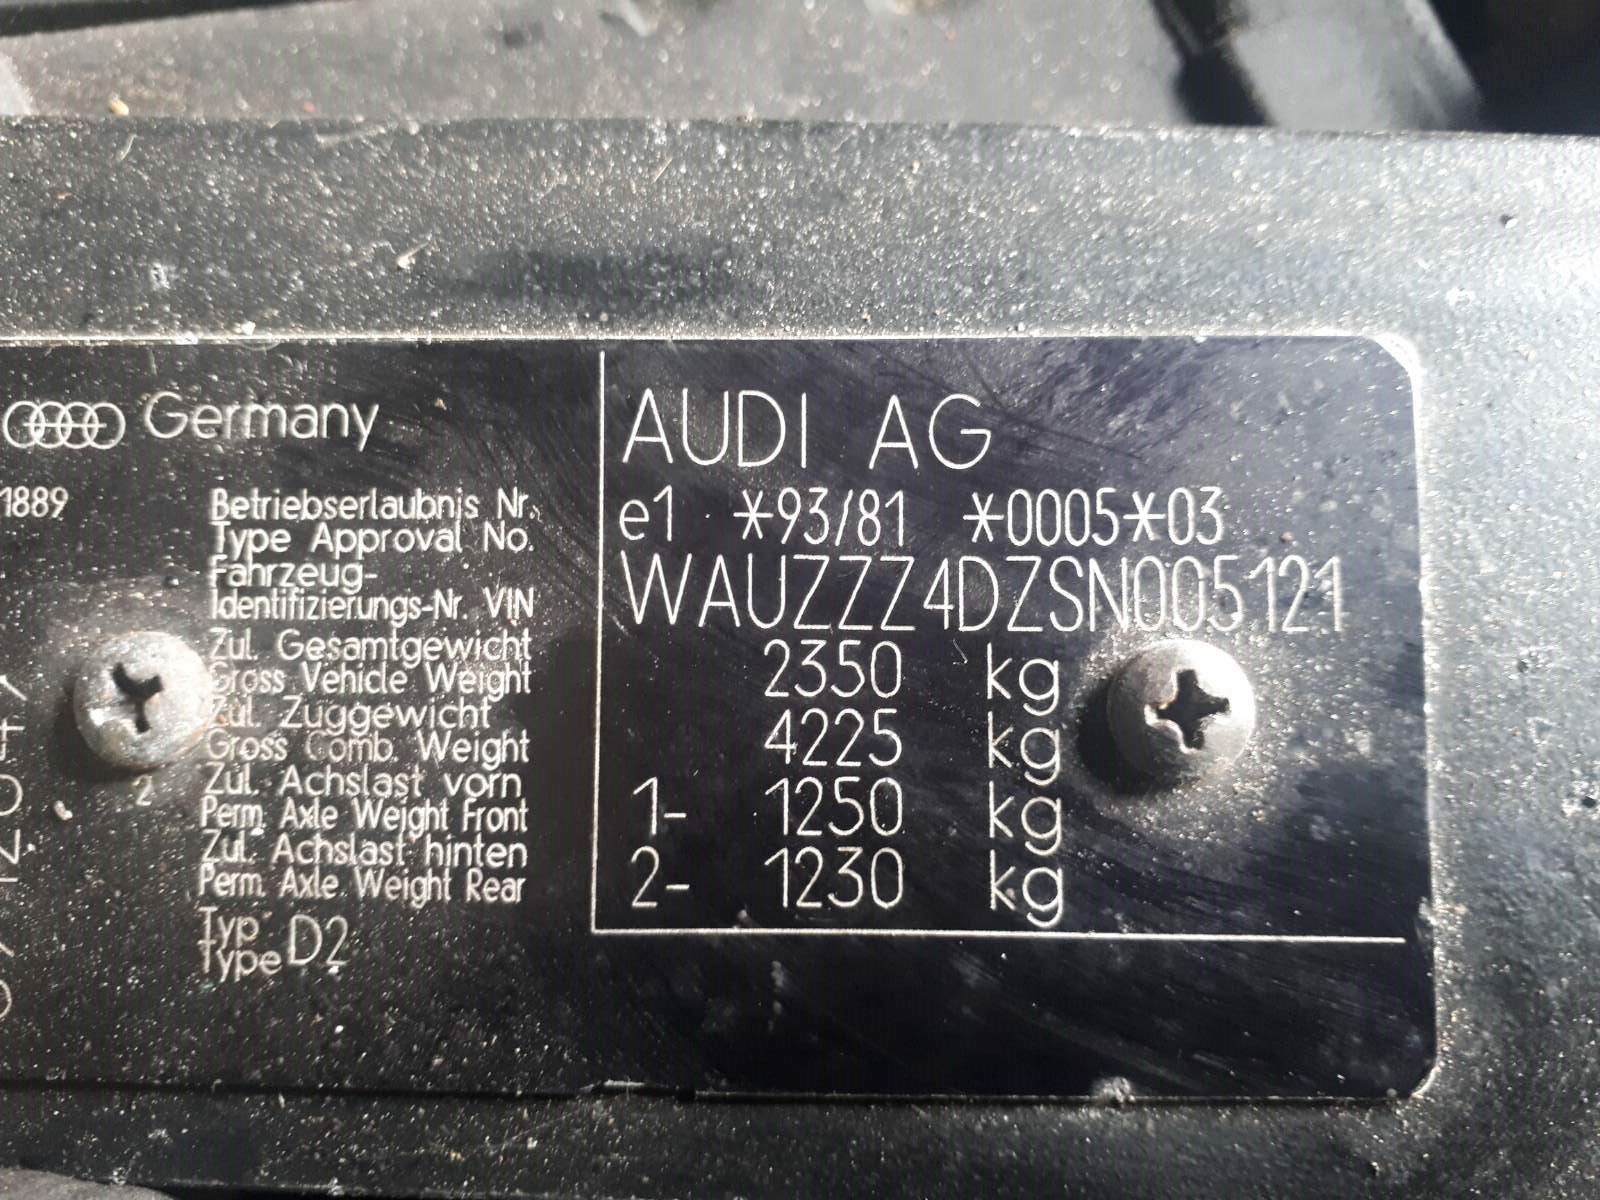 Germany
AUDI AG
1889
Betriebserlaubnis Nr.
Type Approval No.
e1 *93/81 *0005*03
Fahrzeug-
Identifizierungs-Nr. VIN
WAUZZZ4DZSN005121
Zul. Gesamtgewicht
Gross Vehicle Weight
2350 kg
Zul. Zuggewicht
Gross Comb. Weight
4225 kg
2
Zul. Achslast vorn
Perm. Axle Weight Front
1- 1250 kg
Zul. Achslast hinten
Perm. Axle Weight Rear
2- 1230 kg
Typ
Type D2